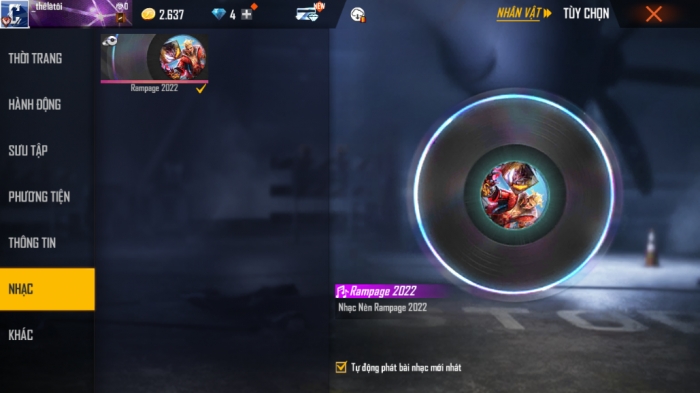 thelatôi
2.637
4
NEW
NHÂN VẬT
TÙY CHỌN
THỜI TRANG
HÀNH ĐỘNG
SƯU TẬP
PHƯƠNG TIỆN
THÔNG TIN
NHẠC
KHÁC
Rampage 2022
Rampage 2022
Nhạc Nền Rampage 2022
Tự động phát bài nhạc mới nhất